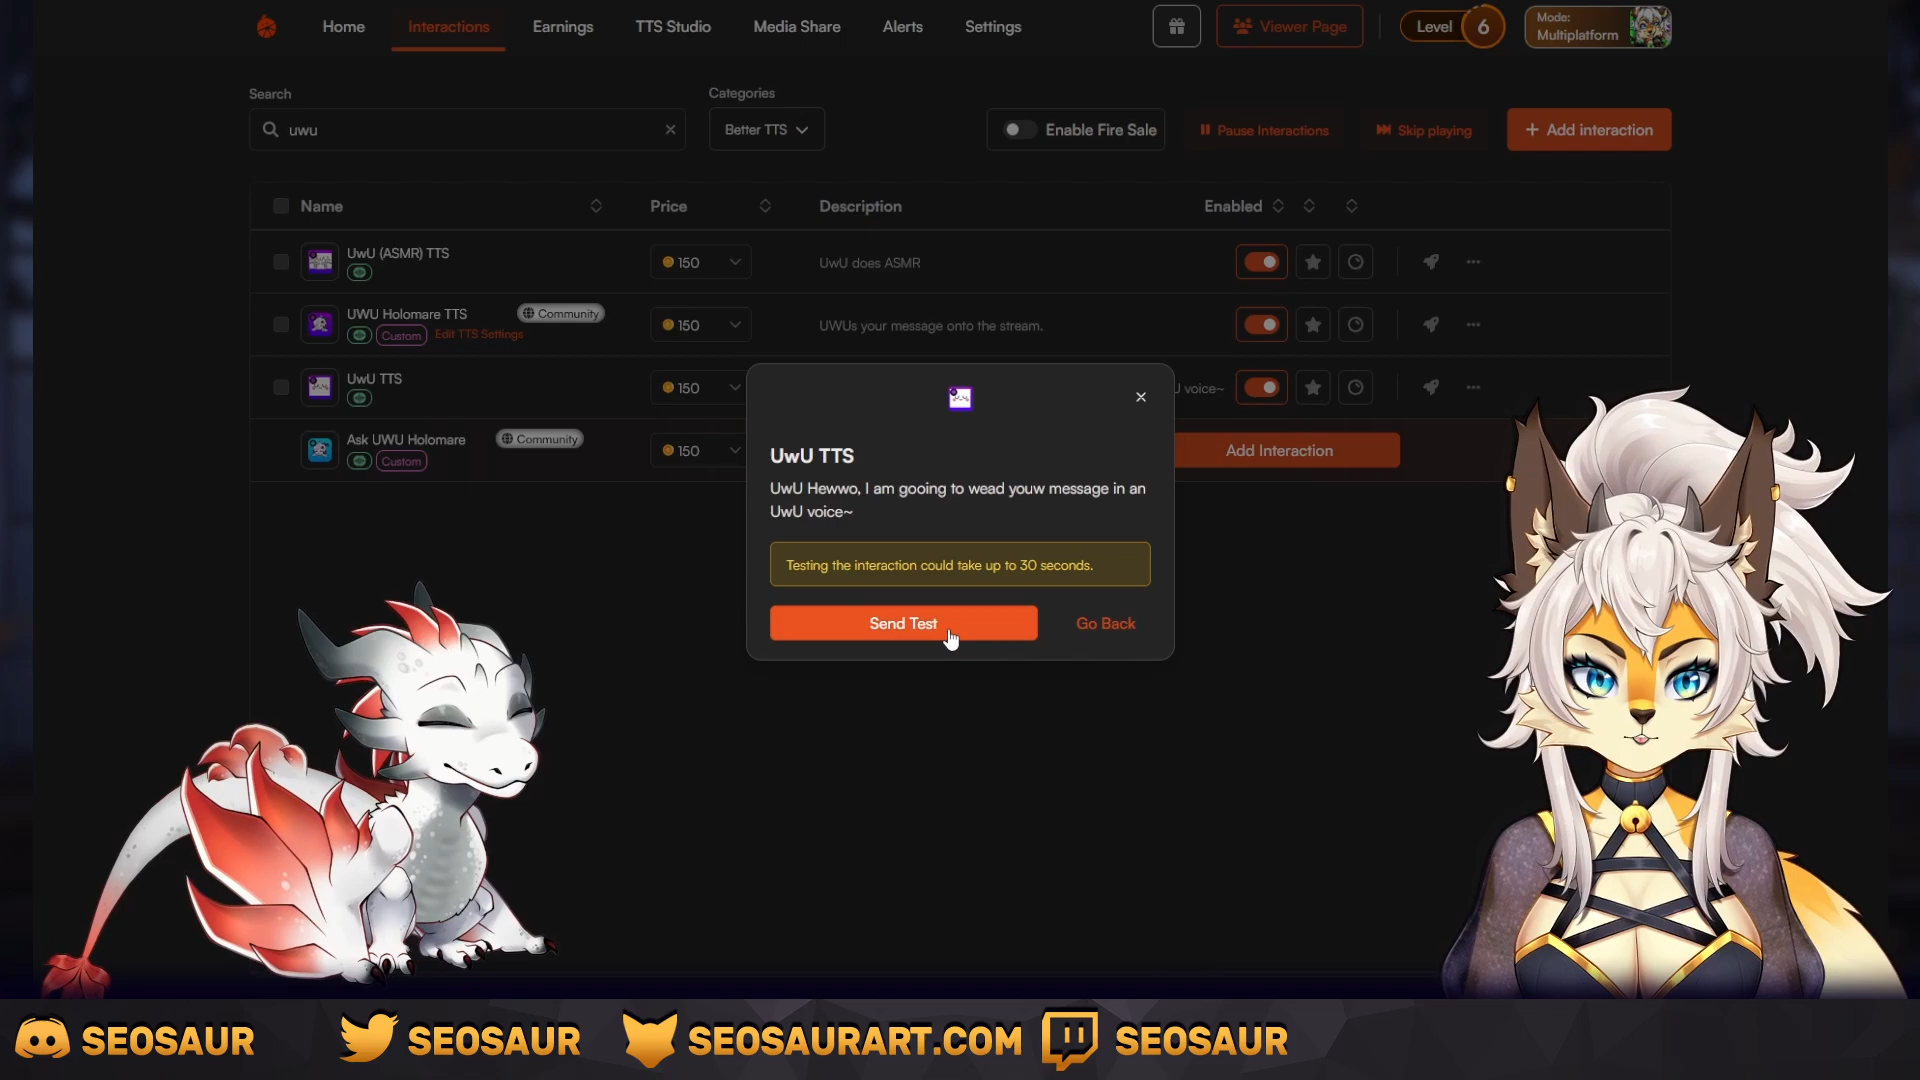 Home
Interactions
Earnings
TTS Studio
Media Share
Alerts
Settings
Viewer Page
Level 6
Mode:
Multiplatform
Search
Categories
uwu
Better TTS
Enable Fire Sale
Pause Interactions
Skip playing
+ Add interaction
Name
Price
Description
Enabled
UwU (ASMR) TTS
150
UwU does ASMR
UWU Holomare TTS
Community
Custom
Edit TTS Settings
150
UWUs your message onto the stream.
UwU TTS
150
voice~
Ask UWU Holomare
Community
Custom
150
Add Interaction
UwU TTS
UwU Hewwo, I am gooing to wead youw message in an
UwU voice~
Testing the interaction could take up to 30 seconds.
Send Test
Go Back
SEOSAUR
SEOSAUR
SEOSAURART.COM
SEOSAUR